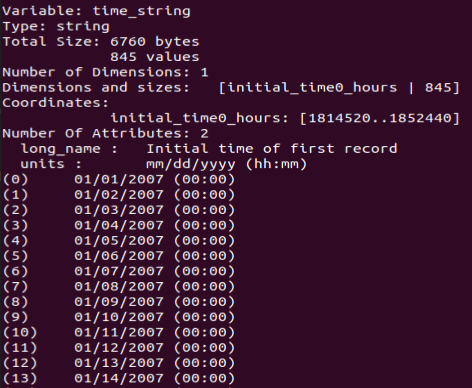 Variable: time_string
Type: string
Total Size: 6760 bytes
            845 values
Number of Dimensions: 1
Dimensions and sizes:   [initial_time0_hours | 845]
Coordinates:
            initial_time0_hours: [1814520..1852440]
Number Of Attributes: 2
  long_name :   Initial time of first record
  units :       mm/dd/yyyy (hh:mm)
(0)     01/01/2007 (00:00)
(1)     01/02/2007 (00:00)
(2)     01/03/2007 (00:00)
(3)     01/04/2007 (00:00)
(4)     01/05/2007 (00:00)
(5)     01/06/2007 (00:00)
(6)     01/07/2007 (00:00)
(7)     01/08/2007 (00:00)
(8)     01/09/2007 (00:00)
(9)     01/10/2007 (00:00)
(10)    01/11/2007 (00:00)
(11)    01/12/2007 (00:00)
(12)    01/13/2007 (00:00)
(13)    01/14/2007 (00:00)